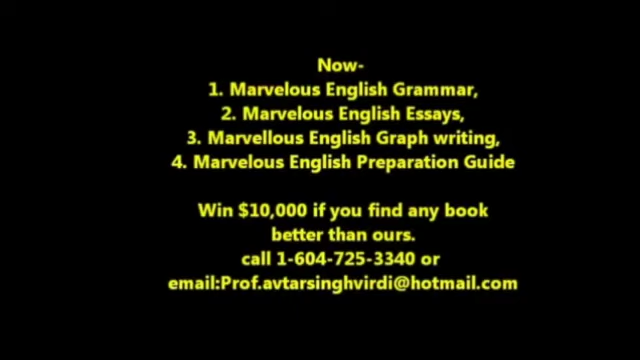 Now-
1. Marvelous English Grammar,
2. Marvelous English Essays,
3. Marvellous English Graph writing,
4. Marvelous English Preparation Guide
Win $10,000 if you find any book
better than ours.
call 1-604-725-3340 or
email:Prof.avtarsinghvirdi@hotmail.com